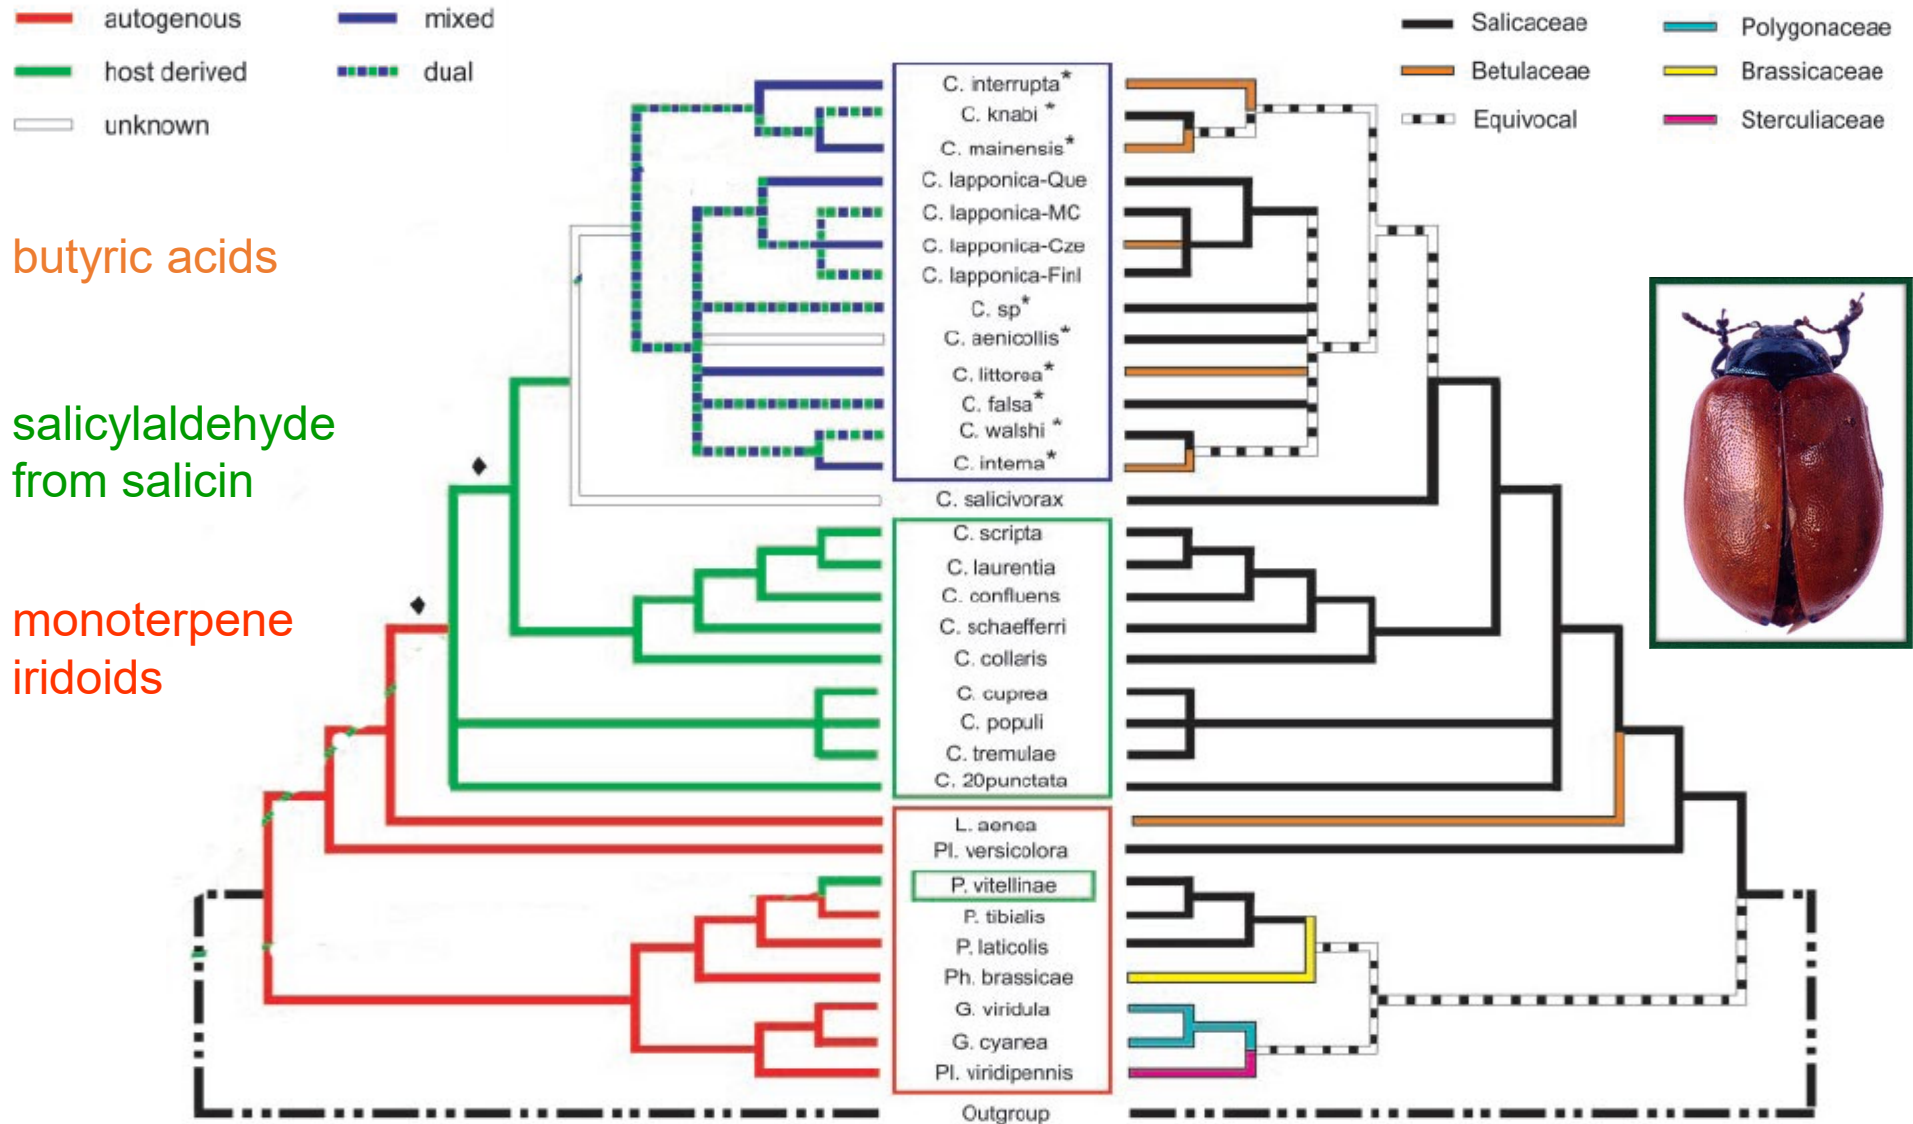 autogenous
mixed
host derived
dual
unknown
Salicaceae
Polygonaceae
Betulaceae
Brassicaceae
Equivocal
Sterculiaceae
butyric acids
salicylaldehyde
from salicin
monoterpene
iridoids
C. interrupta*
C. knabi *
C. mainensis*
C. lapponica-Que
C. lapponica-MC
C. lapponica-Cze
C. lapponica-Finl
C. sp*
C. aenicollis*
C. littorea*
C. falsa*
C. walshi *
C. interna*
C. salicivorax
C. scripta
C. laurentia
C. confluens
C. schaefferri
C. collaris
C. cuprea
C. populi
C. tremulae
C. 20punctata
L. aenea
Pl. versicolora
P. vitellinae
P. tibialis
P. laticolis
Ph. brassicae
G. viridula
G. cyanea
Pl. viridipennis
Outgroup